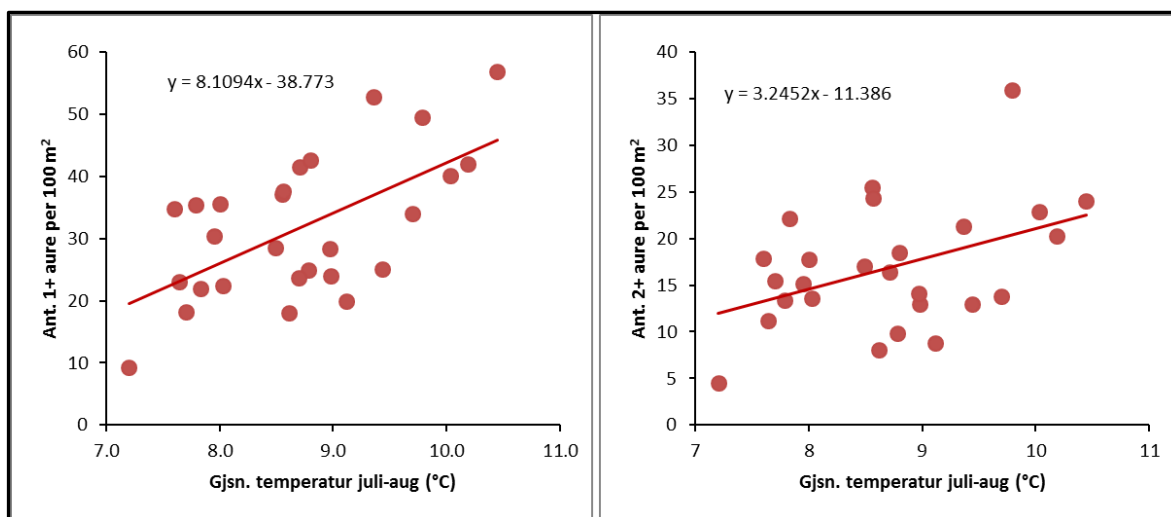 60
50
40
30
20
10
0
y = 8.1094x - 38.773
Ant. 1+ aure per 100 m²
7.0 8.0 9.0 10.0 11.0
Gjsn. temperatur juli-aug (°C)
40
35
30
25
20
15
10
5
0
y = 3.2452x - 11.386
Ant. 2+ aure per 100 m²
7 8 9 10 11
Gjsn. temperatur juli-aug (°C)